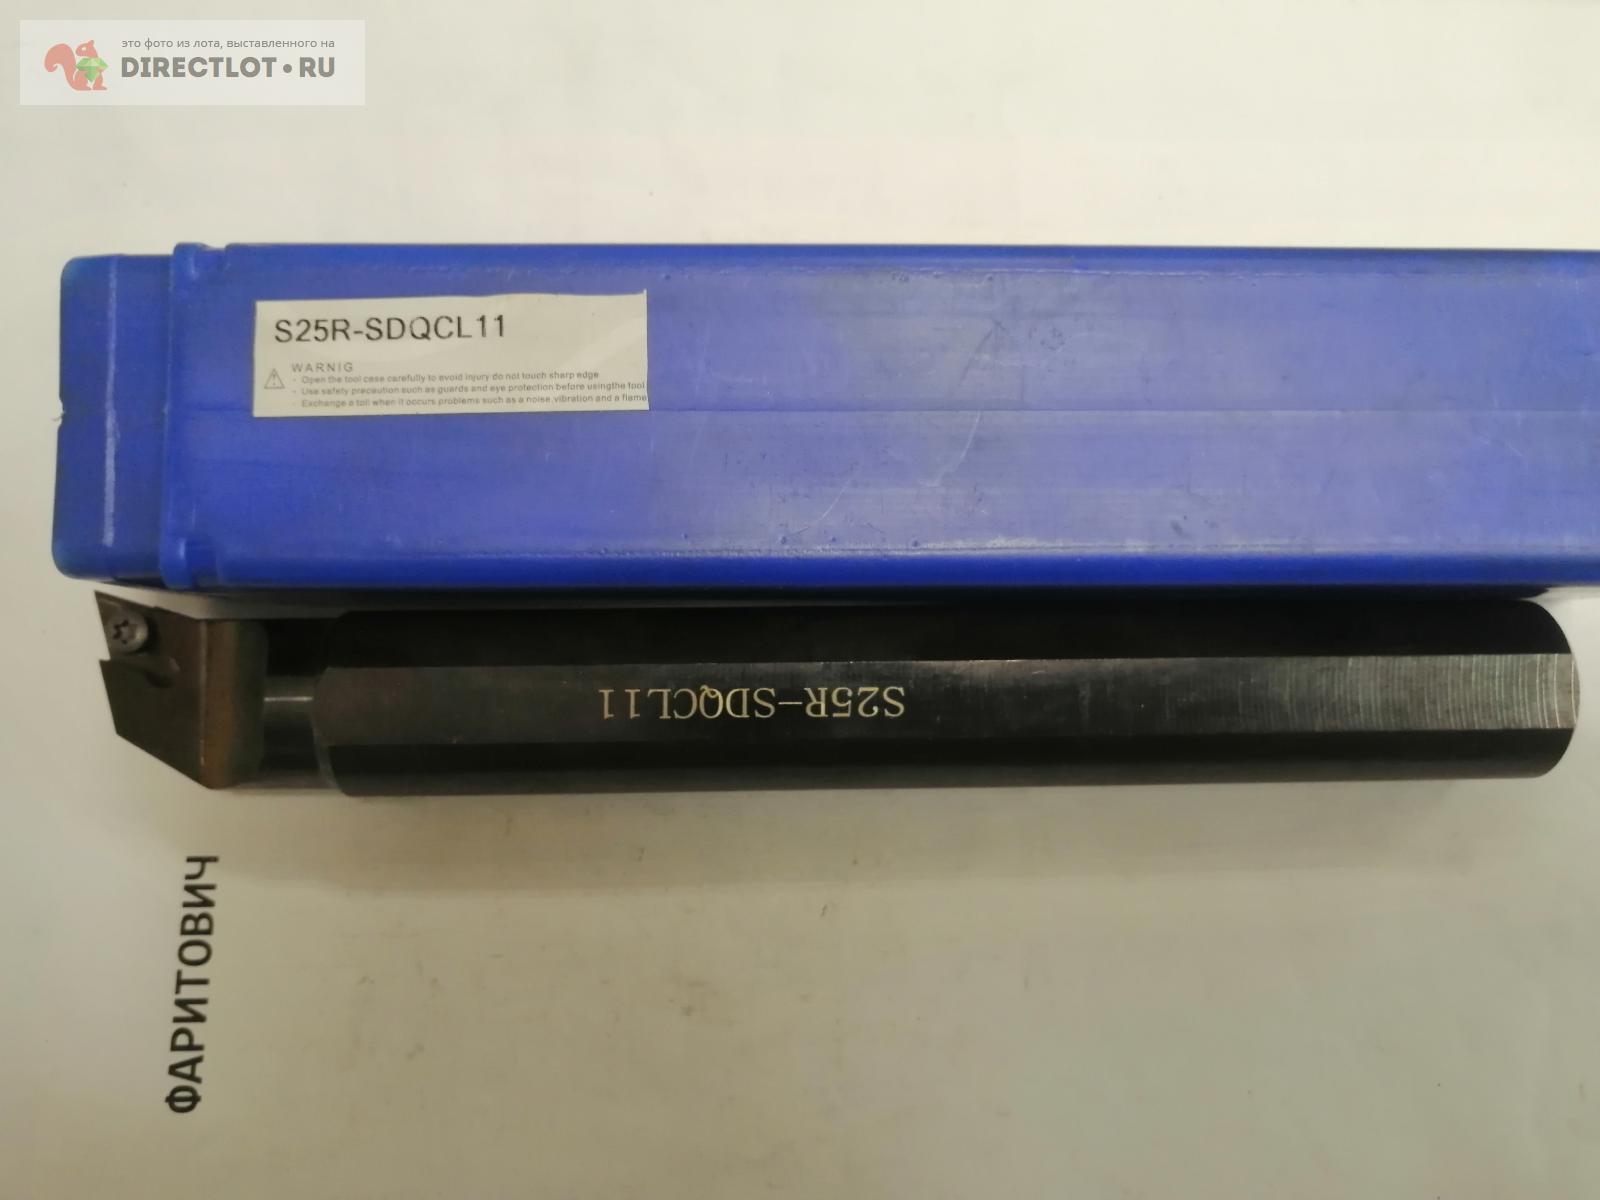 это фото из лота, выставленного на
DIRECTLOT•RU
S25R-SDQCL11
WARNIG
- Open the tool case carefully to avoid injury do not touch sharp edge
- Use safety precaution such as guards and eye protection before usingthe tool
- Exchange a toll when it occurs problems such as a noise,vibration and a flame
S25R-SDQCL11
ФАРИТОВИЧ